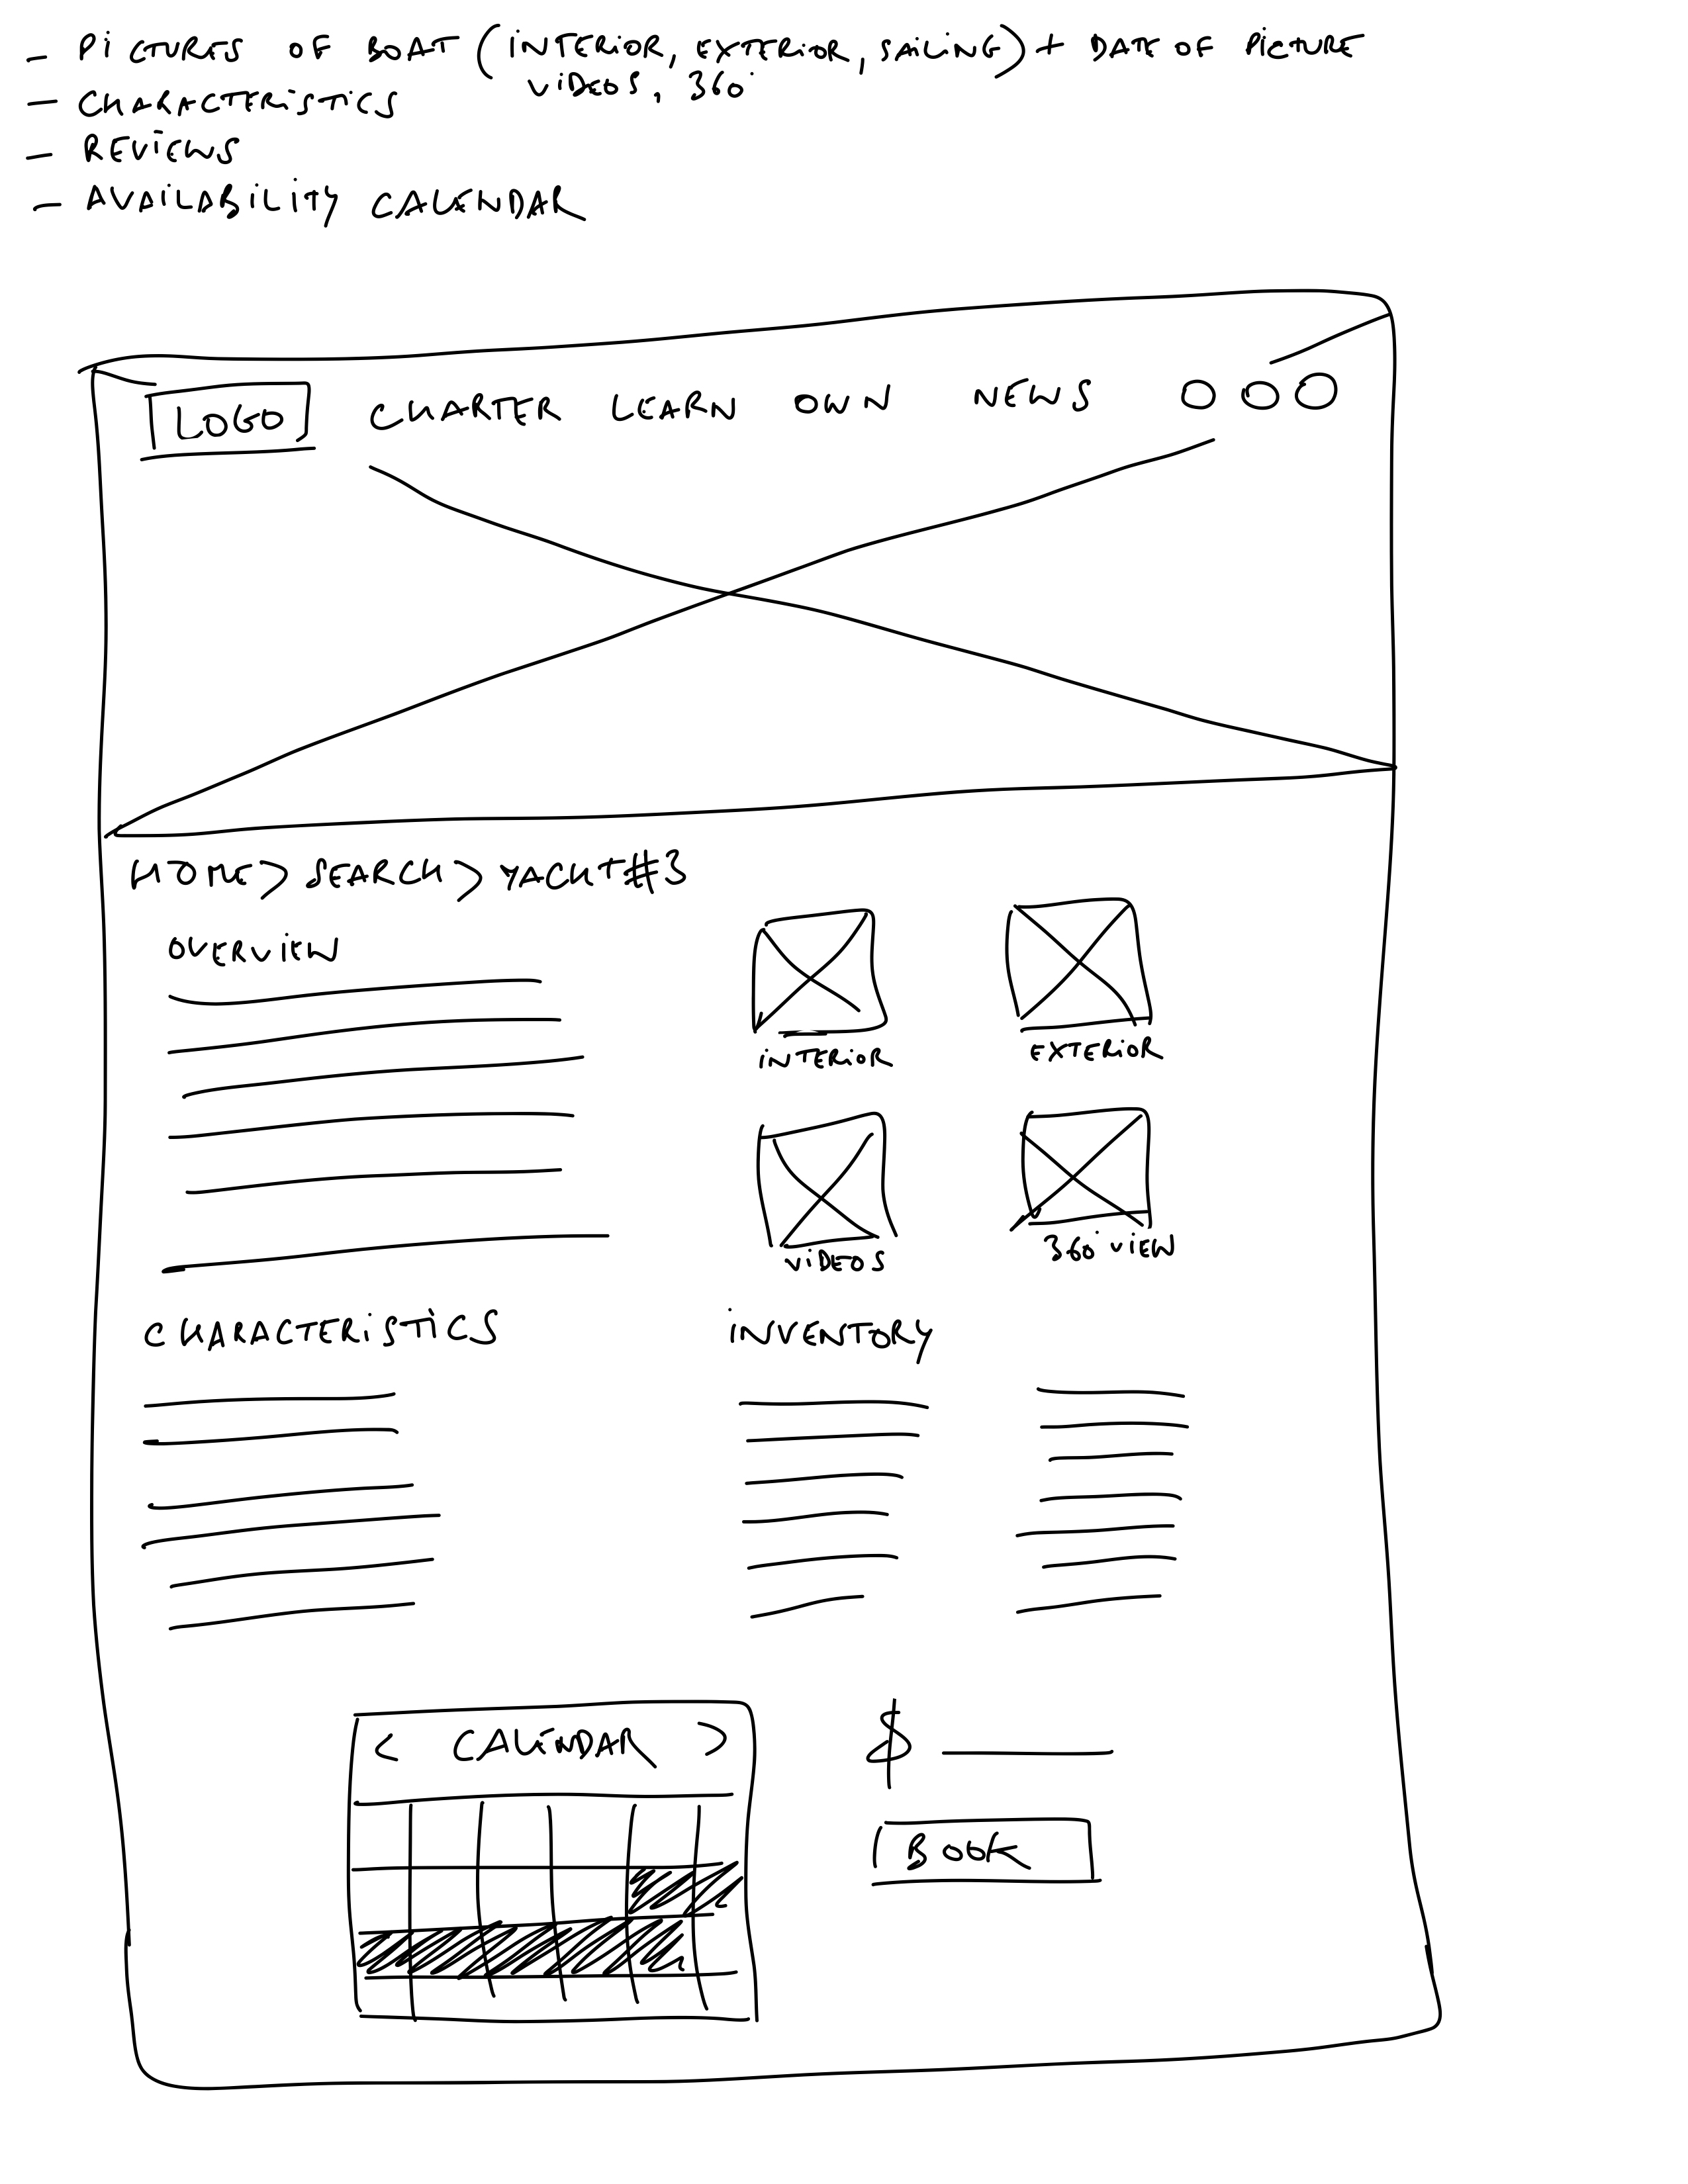 - PICTURES OF BOAT (INTERIOR, EXTERIOR, SAILING) + DATE OF PICTURE
VIDEOS, 360°
- CHARACTERISTICS
- REVIEWS
- AVAILABILITY CALENDAR
LOGO CHARTER LEARN OWN NEWS
HOME > SEARCH > YACHT #3
OVERVIEW
INTERIOR EXTERIOR
VIDEOS 360° VIEW
CHARACTERISTICS INVENTORY
< CALENDAR > $
BOOK